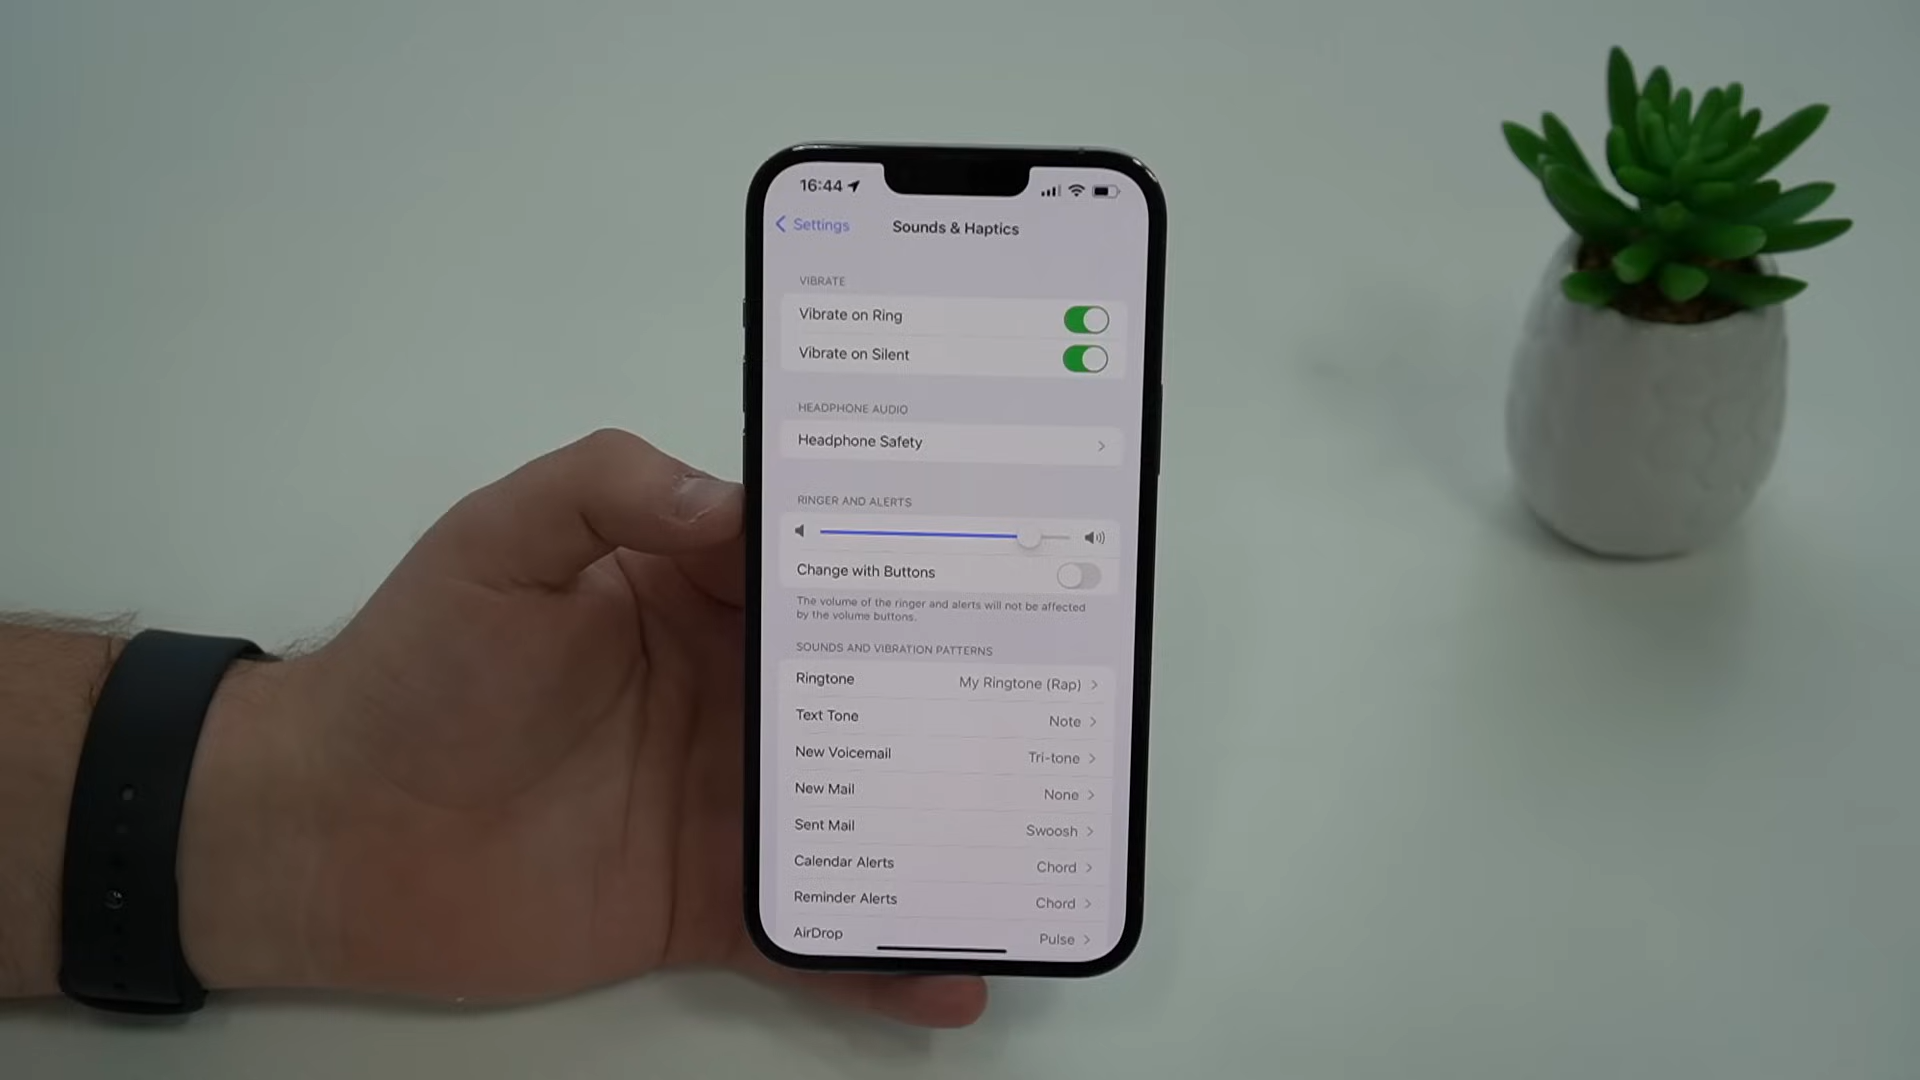 16:44
Settings
Sounds & Haptics
VIBRATE
Vibrate on Ring
Vibrate on Silent
HEADPHONE AUDIO
Headphone Safety
RINGER AND ALERTS
Change with Buttons
The volume of the ringer and alerts will not be affected
by the volume buttons.
SOUNDS AND VIBRATION PATTERNS
Ringtone My Ringtone (Rap)
Text Tone Note
New Voicemail Tri-tone
New Mail None
Sent Mail Swoosh
Calendar Alerts Chord
Reminder Alerts Chord
AirDrop Pulse